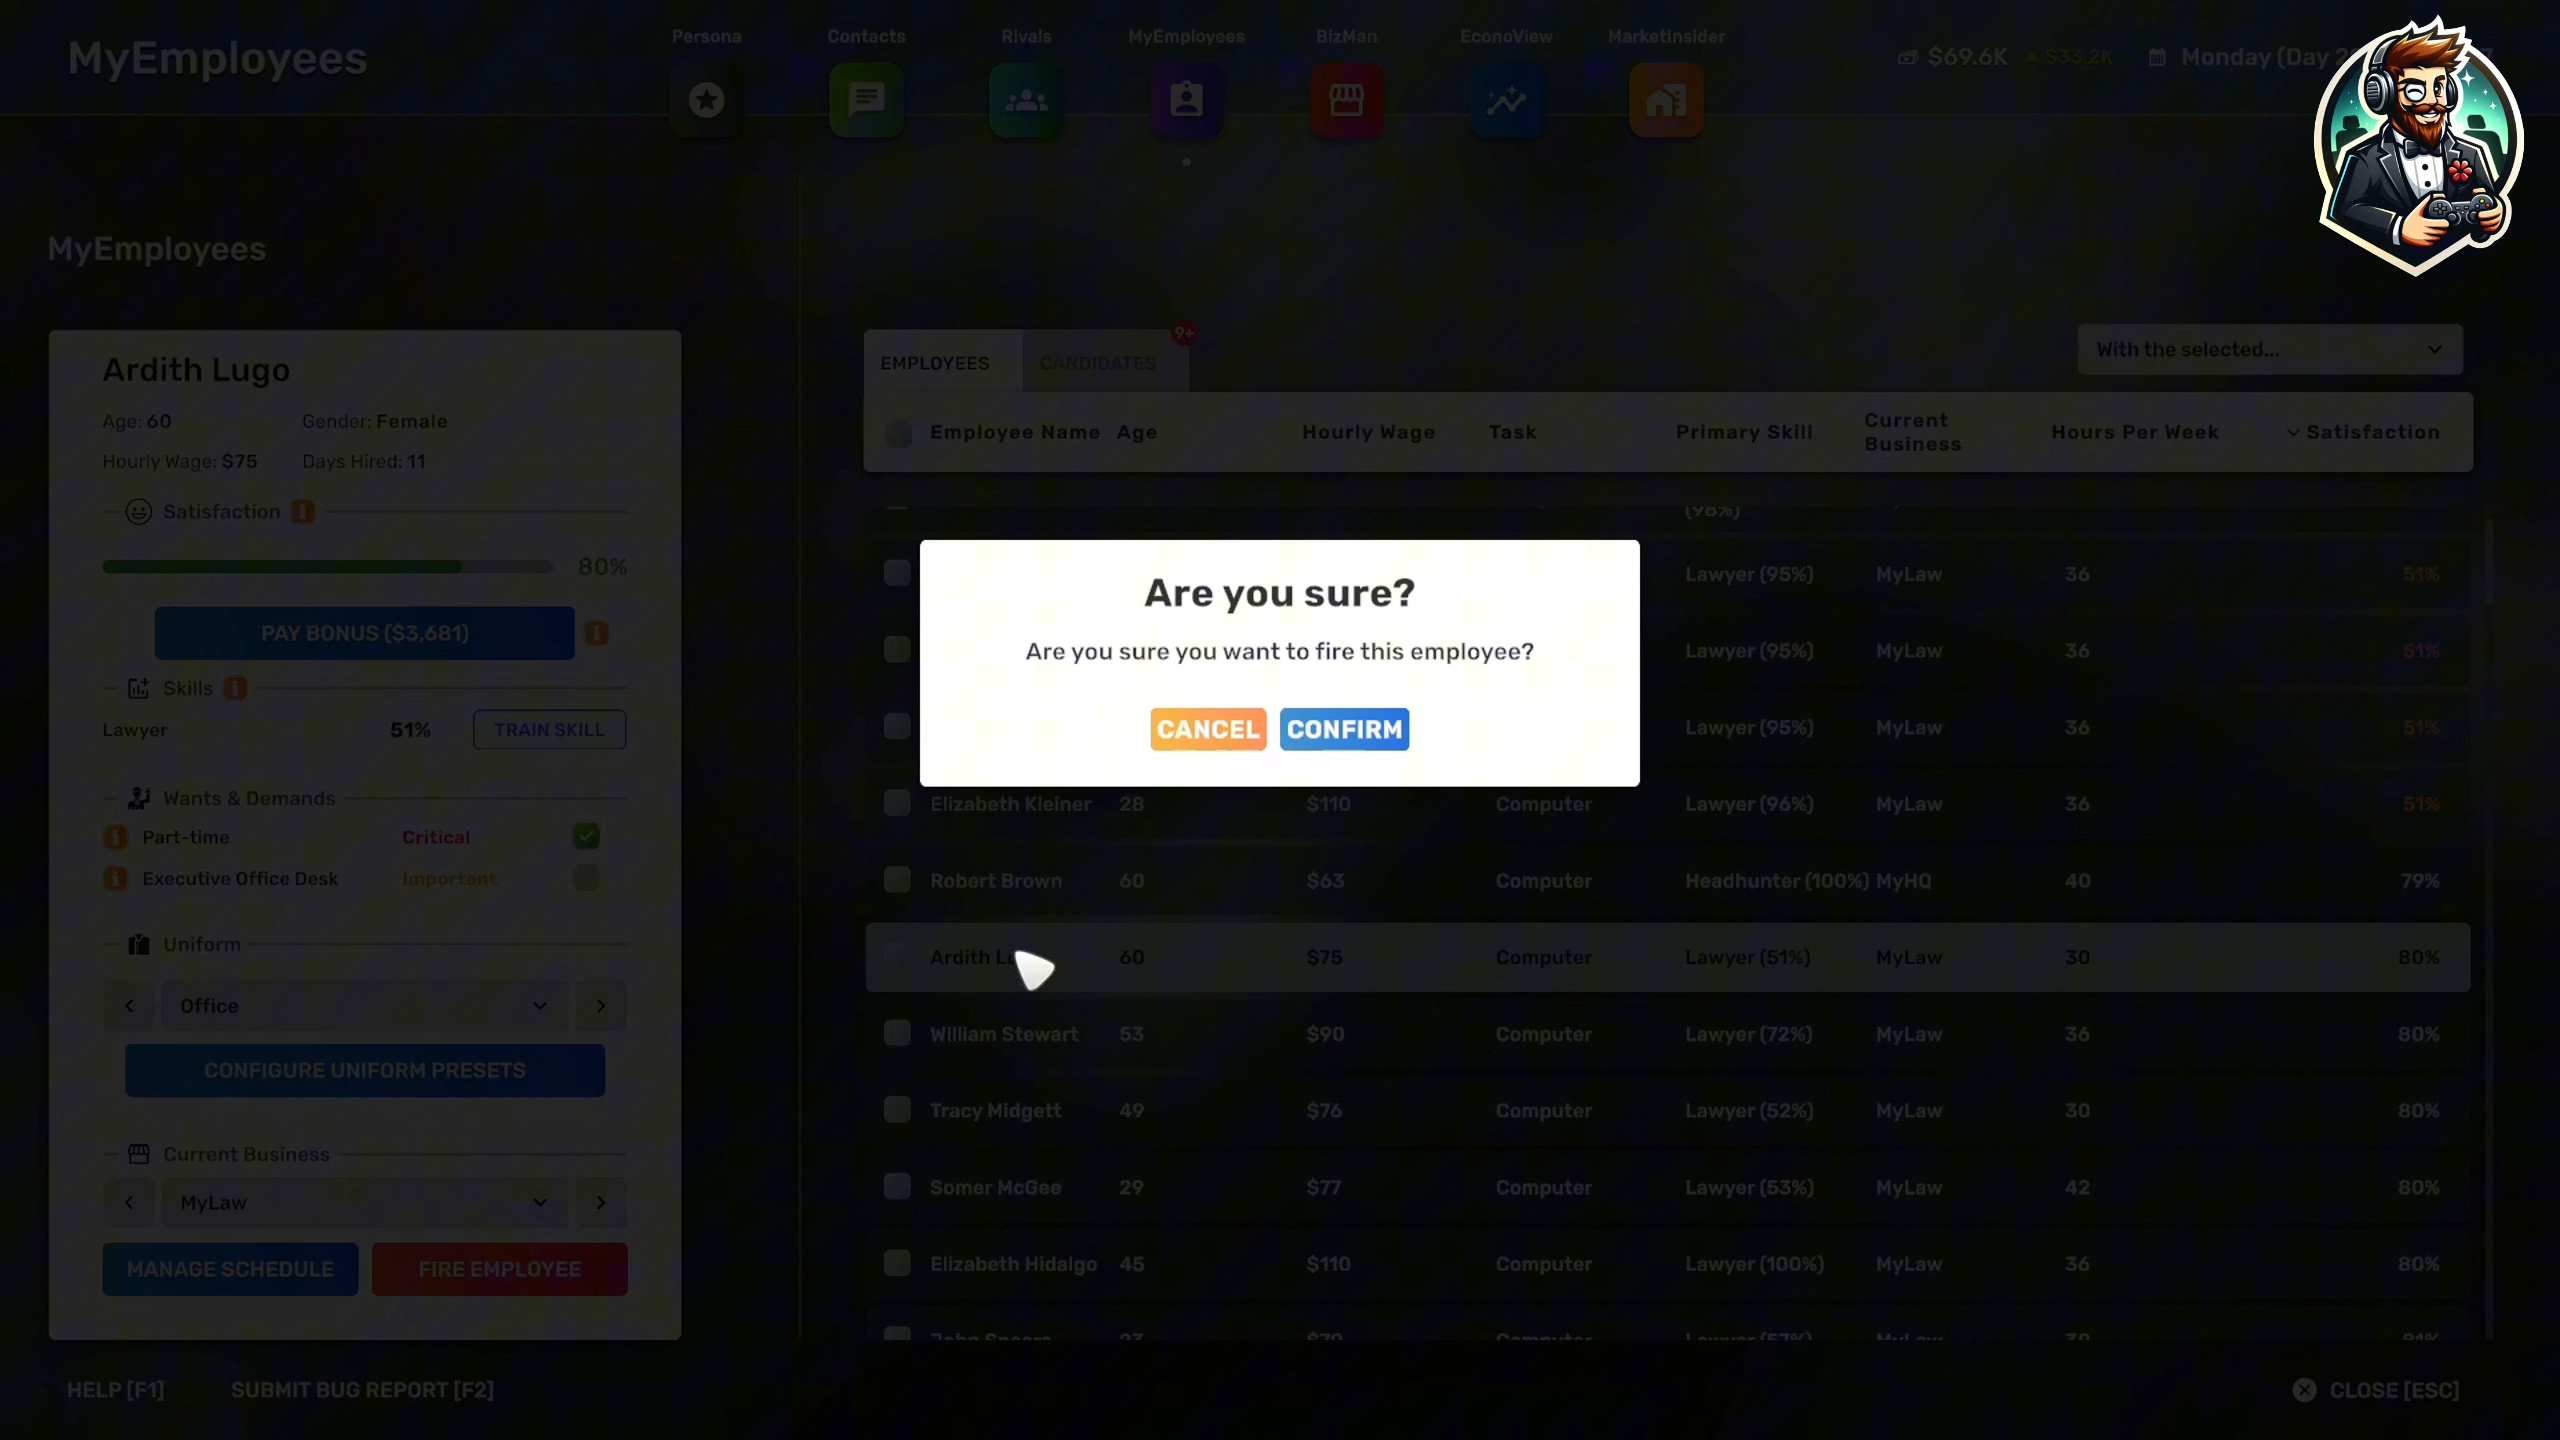 MyEmployees
Persona
Contacts
Rivals
MyEmployees
BizMan
EconoView
MarketInsider
$69.6K
$33.2K
Monday (Day
MyEmployees
Ardith Lugo
Age: 60 Gender: Female
Hourly Wage: $75 Days Hired: 11
Satisfaction
80%
PAY BONUS ($3,681)
Skills
Lawyer 51% TRAIN SKILL
Wants & Demands
Part-time Critical
Executive Office Desk Important
Uniform
Office
CONFIGURE UNIFORM PRESETS
Current Business
MyLaw
MANAGE SCHEDULE FIRE EMPLOYEE
EMPLOYEES CANDIDATES 9+
With the selected...
Employee Name Age Hourly Wage Task Primary Skill Current Business Hours Per Week Satisfaction
(98%)
Lawyer (95%) MyLaw 36 51%
Lawyer (95%) MyLaw 36 51%
Lawyer (95%) MyLaw 36 51%
Elizabeth Kleiner 28 $110 Computer Lawyer (96%) MyLaw 36 51%
Robert Brown 60 $63 Computer Headhunter (100%) MyHQ 40 79%
Ardith 60 $75 Computer Lawyer (51%) MyLaw 30 80%
William Stewart 53 $90 Computer Lawyer (72%) MyLaw 36 80%
Tracy Midgett 49 $76 Computer Lawyer (52%) MyLaw 30 80%
Somer McGee 29 $77 Computer Lawyer (53%) MyLaw 42 80%
Elizabeth Hidalgo 45 $110 Computer Lawyer (100%) MyLaw 36 80%
Are you sure?
Are you sure you want to fire this employee?
CANCEL CONFIRM
HELP [F1] SUBMIT BUG REPORT [F2]
CLOSE [ESC]